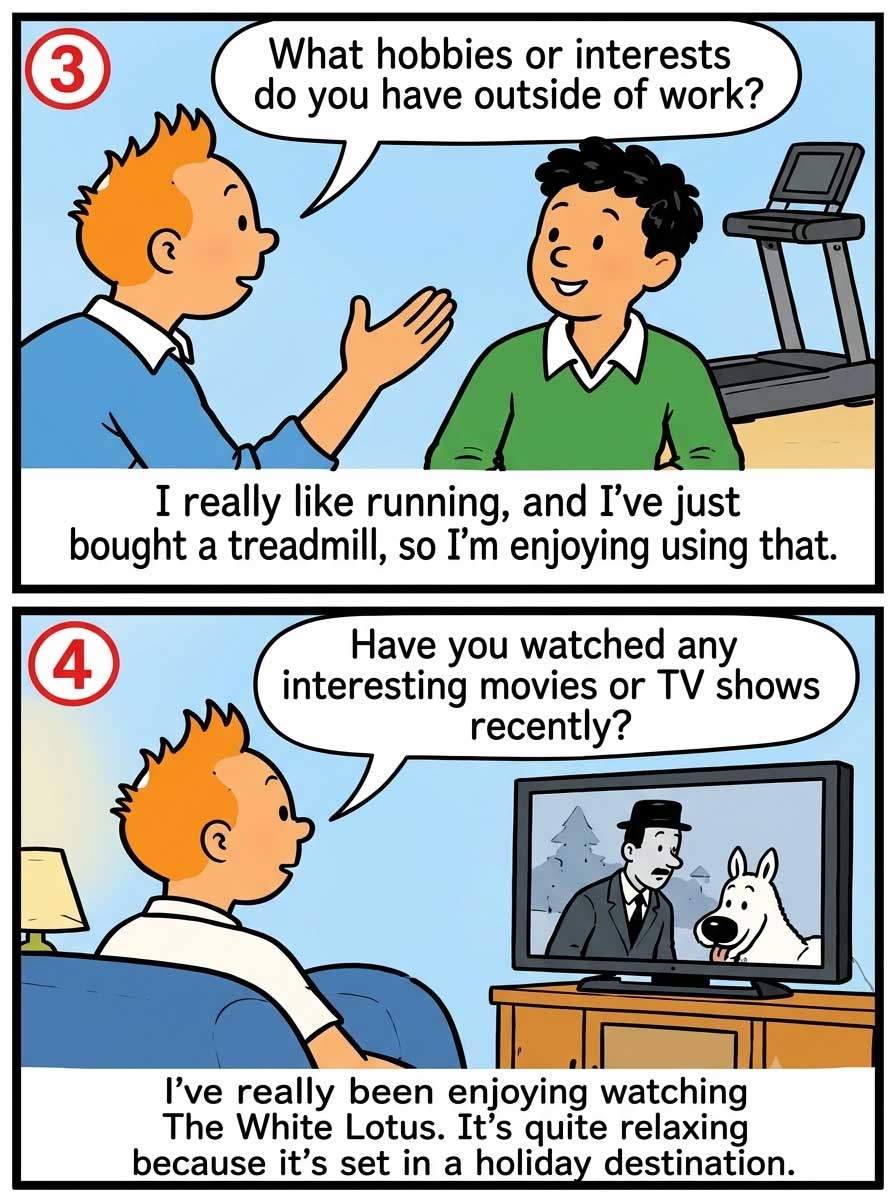 3
What hobbies or interests
do you have outside of work?
I really like running, and I've just
bought a treadmill, so I'm enjoying using that.
4
Have you watched any
interesting movies or TV shows
recently?
I've really been enjoying watching
The White Lotus. It's quite relaxing
because it's set in a holiday destination.